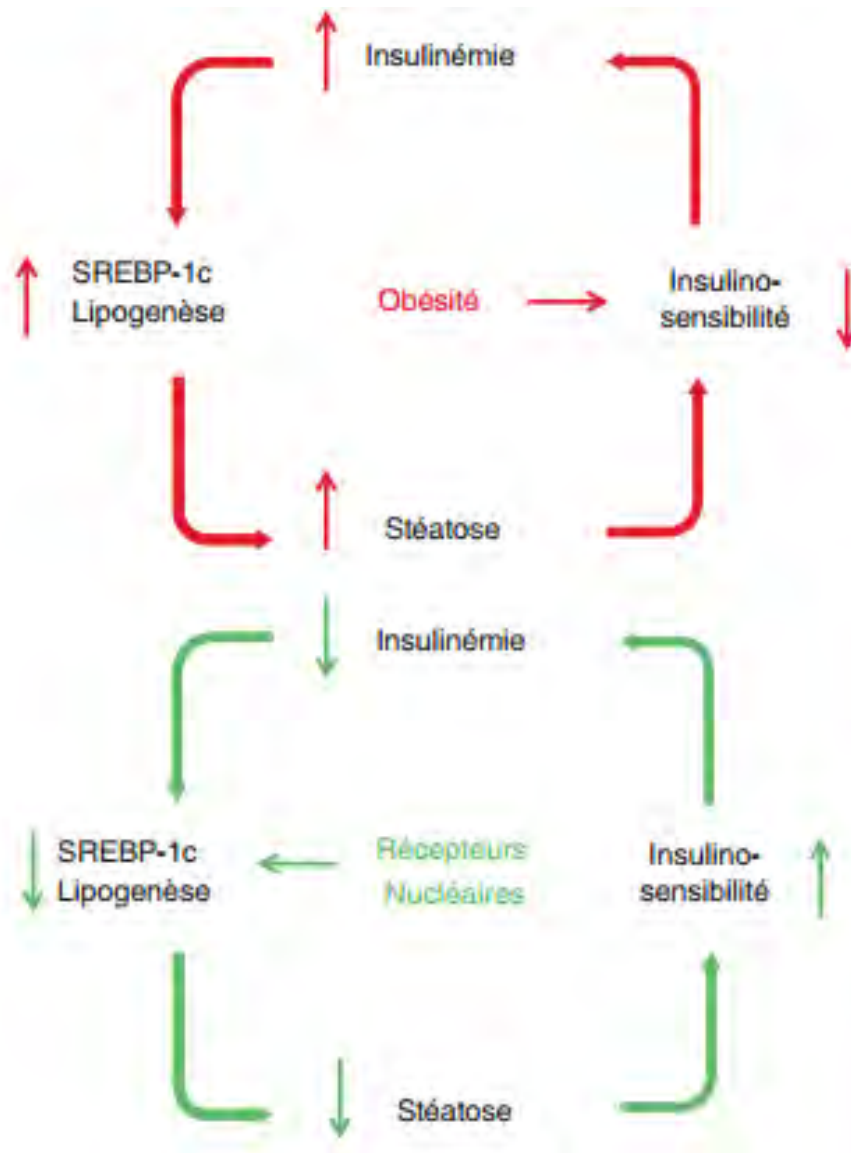 Insulinémie
SREBP-1c
Lipogenèse
Obésité
Insulino-
sensibilité
Stéatose
Insulinémie
SREBP-1c
Lipogenèse
Récepteurs
Nucléaires
Insulino-
sensibilité
Stéatose